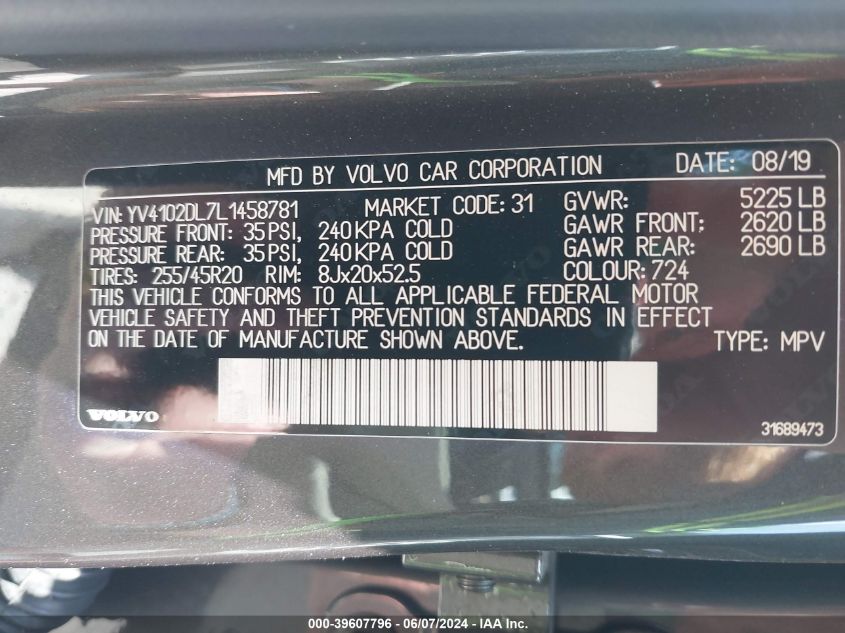 MFD BY VOLVO CAR CORPORATION DATE: 08/19
VIN: YV4102DL7L1458781 MARKET CODE: 31 GVWR: 5225 LB
PRESSURE FRONT: 35 PSI, 240 KPA COLD GAWR FRONT: 2620 LB
PRESSURE REAR: 35 PSI, 240 KPA COLD GAWR REAR: 2690 LB
TIRES: 255/45R20 RIM: 8Jx20x52.5 COLOUR: 724
THIS VEHICLE CONFORMS TO ALL APPLICABLE FEDERAL MOTOR
VEHICLE SAFETY AND THEFT PREVENTION STANDARDS IN EFFECT
ON THE DATE OF MANUFACTURE SHOWN ABOVE. TYPE: MPV
VOLVO 31689473
000-39607796 - 06/07/2024 - IAA Inc.